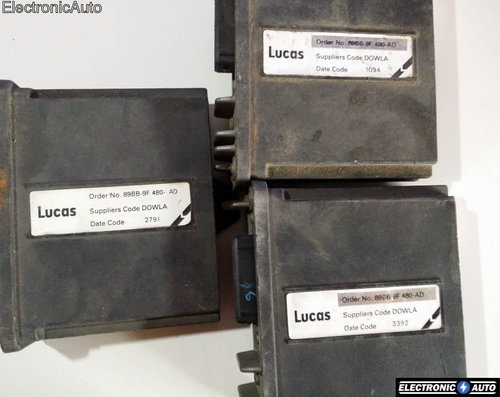 ElectronicAuto
Lucas
Order No. 89BB-9F 480-AD
Suppliers Code DOWLA
Date Code 1094
Lucas
Order No. 89BB-9F 480- AD
Suppliers Code DOWLA
Date Code 2791
Lucas
Order No. 89BB-9F 480-AD
Suppliers Code DOWLA
Date Code 3392
ELECTRONIC AUTO